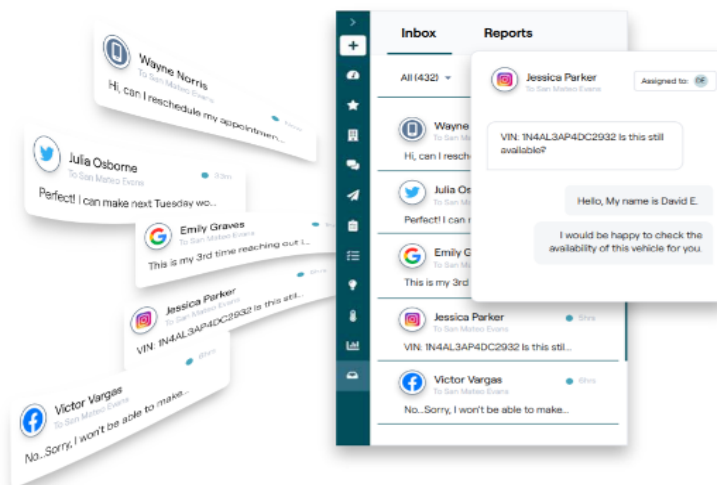 Wayne Norris
To San Mateo Evans
Hi, can I reschedule my appointmen...
Julia Osborne
To San Mateo Evans
Perfect! I can make next Tuesday wo...
Emily Graves
To San Mateo Evans
This is my 3rd time reaching out i...
Jessica Parker
To San Mateo Evans
VIN: 1N4AL3AP4DC2932 Is this still...
Victor Vargas
To San Mateo Evans
6hrs
No...Sorry, I won't be able to make...
Inbox
Reports
All (432)
Wayne
Hi, can I resch
Julia Os
Perfect! I can
Emily G
This is my 3rd
Jessica Parker
To San Mateo Evans
5hrs
VIN: 1N4AL3AP4DC2932 Is this stil...
Victor Vargas
To San Mateo Evans
6hrs
No...Sorry, I won't be able to make...
Jessica Parker
To San Mateo Evans
Assigned to: DE
VIN: 1N4AL3AP4DC2932 Is this still
available?
Hello, My name is David E.
I would be happy to check the
availability of this vehicle for you.